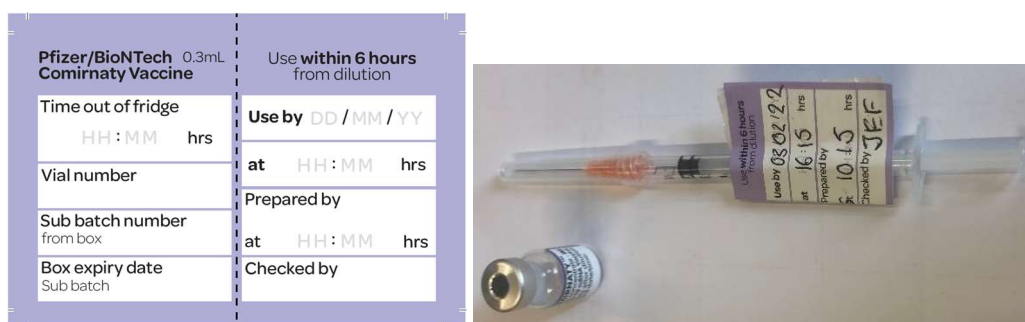 Pfizer/BioNTech 0.3mL
Comirnaty Vaccine
Time out of fridge
HH:MM hrs
Vial number
Sub batch number
from box
Box expiry date
Sub batch
Use within 6 hours
from dilution
Use by DD/MM/YY
at HH:MM hrs
Prepared by
at HH:MM hrs
Checked by
Use within 6 hours
from dilution
Use by 03 02/22
at 16:15 hrs
Prepared by
at 10:15 hrs
Checked by JEF